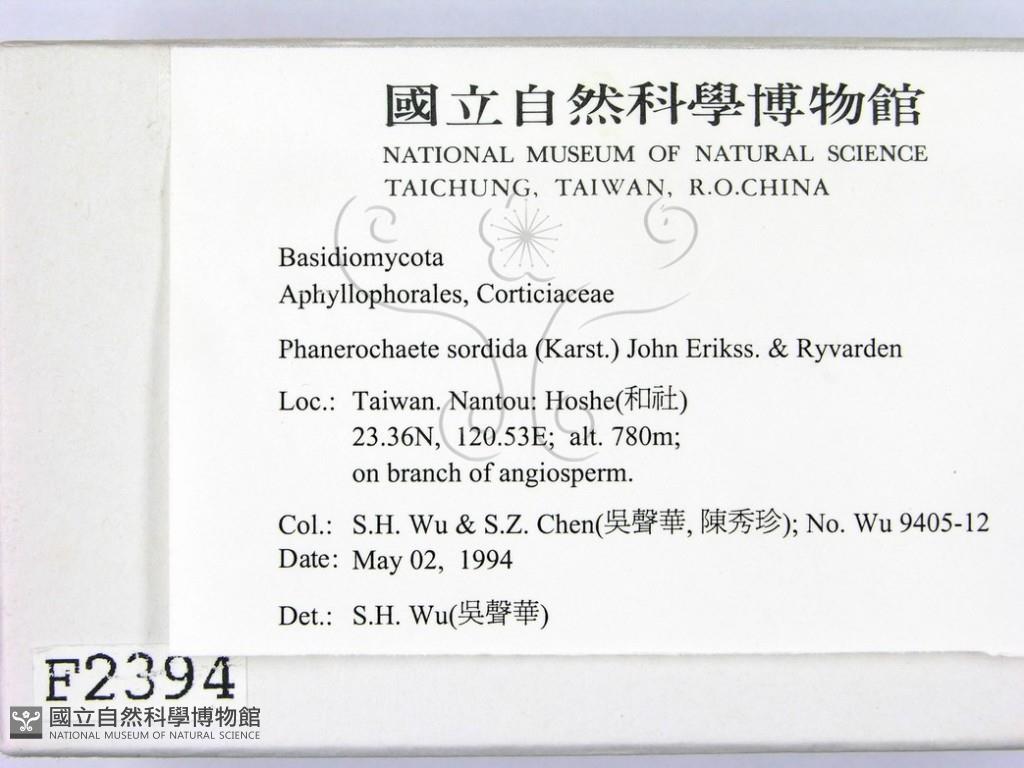 國立自然科學博物館
NATIONAL MUSEUM OF NATURAL SCIENCE
TAICHUNG, TAIWAN, R.O.CHINA
Basidiomycota
Aphyllophorales, Corticiaceae
Phanerochaete sordida (Karst.) John Erikss. & Ryvarden
Loc.: Taiwan. Nantou: Hoshe(和社)
23.36N, 120.53E; alt. 780m;
on branch of angiosperm.
Col.: S.H. Wu & S.Z. Chen(吳聲華, 陳秀珍); No. Wu 9405-12
Date: May 02, 1994
Det.: S.H. Wu(吳聲華)
F2394
國立自然科學博物館
NATIONAL MUSEUM OF NATURAL SCIENCE